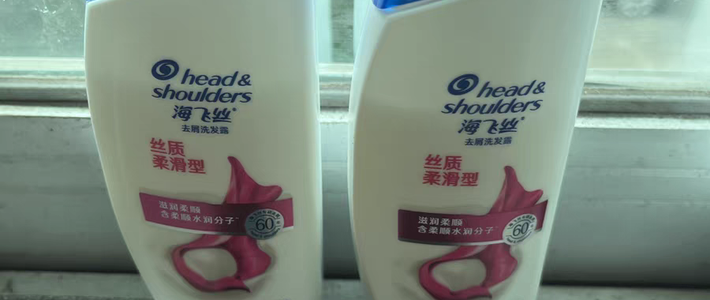 head &
shoulders
海飞丝
去屑洗发露
丝质
柔滑型
滋润柔顺
含柔顺水润分子
60
head &
shoulders
海飞丝
去屑洗发露
丝质
柔滑型
滋润柔顺
含柔顺水润分子
60